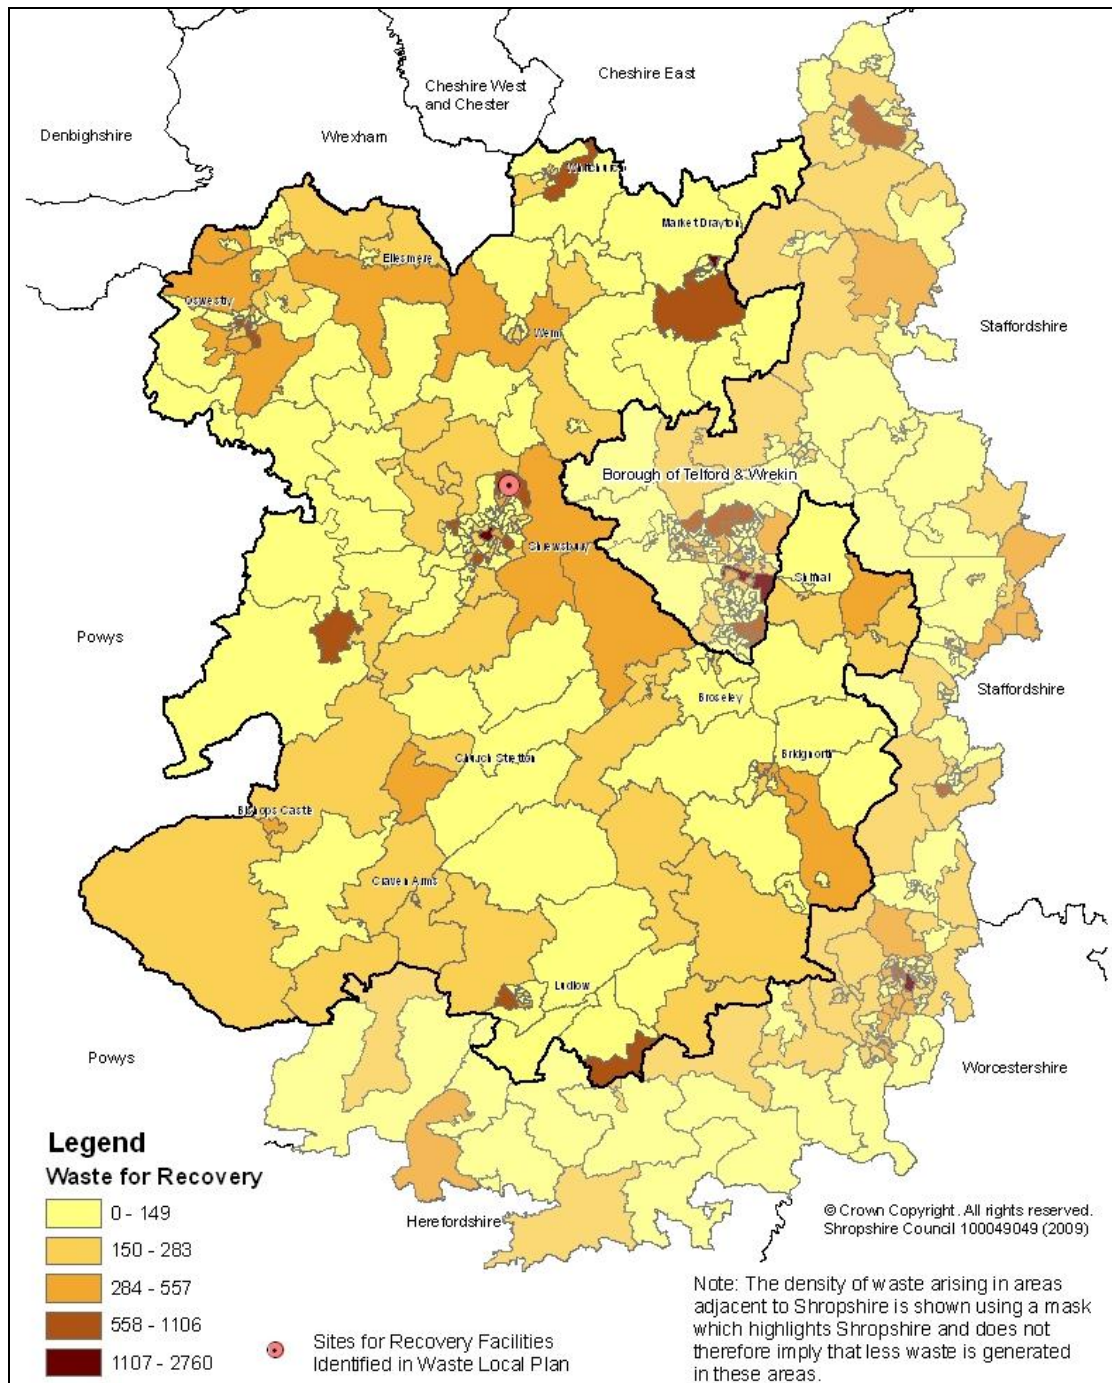 Cheshire East
Cheshire West
and Chester
Denbighshire
Wrexham
Whitchurch
Market Drayton
Ellesmere
Oswestry
Wem
Staffordshire
Borough of Telford & Wrekin
Shrewsbury
Shifnal
Powys
Staffordshire
Broseley
Bridgnorth
Church Stretton
Bishops Castle
Craven Arms
Ludlow
Powys
Worcestershire
Legend
Waste for Recovery
0 - 149
150 - 283
284 - 557
558 - 1106
1107 - 2760
Herefordshire
Sites for Recovery Facilities
Identified in Waste Local Plan
© Crown Copyright. All rights reserved.
Shropshire Council 100049049 (2009)
Note: The density of waste arising in areas
adjacent to Shropshire is shown using a mask
which highlights Shropshire and does not
therefore imply that less waste is generated
in these areas.